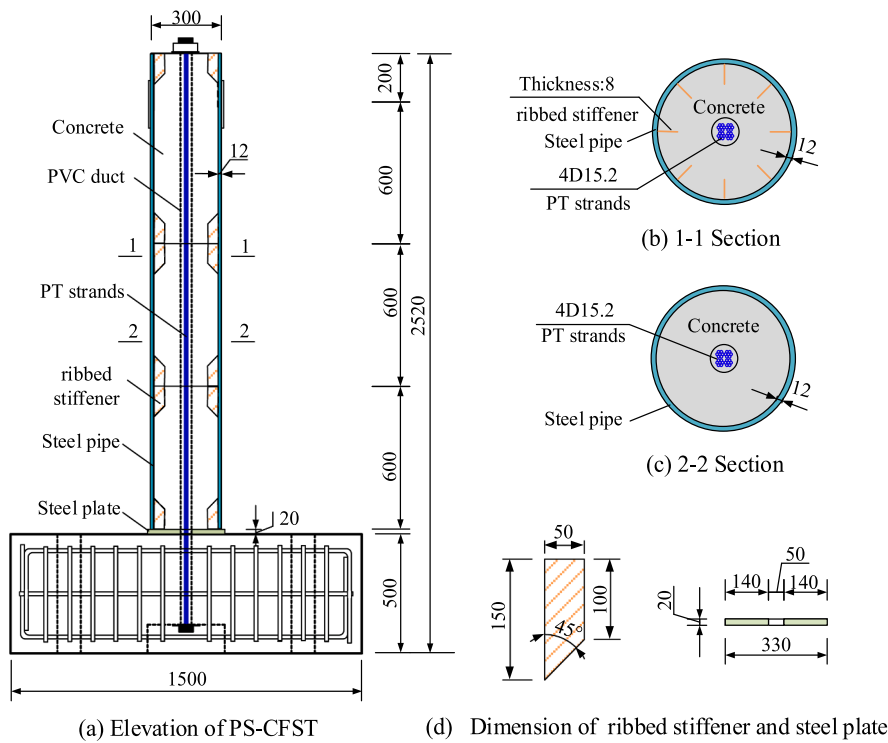 300
200
Concrete
12
PVC duct
600
1
1
PT strands
600
2520
2
2
ribbed
stiffener
600
Steel pipe
Steel plate
20
500
1500
(a) Elevation of PS-CFST
Thickness:8
ribbed stiffener
Concrete
Steel pipe
12
4D15.2
PT strands
(b) 1-1 Section
4D15.2
Concrete
PT strands
12
Steel pipe
(c) 2-2 Section
50
150
100
45°
50
140
140
20
330
(d) Dimension of ribbed stiffener and steel plate